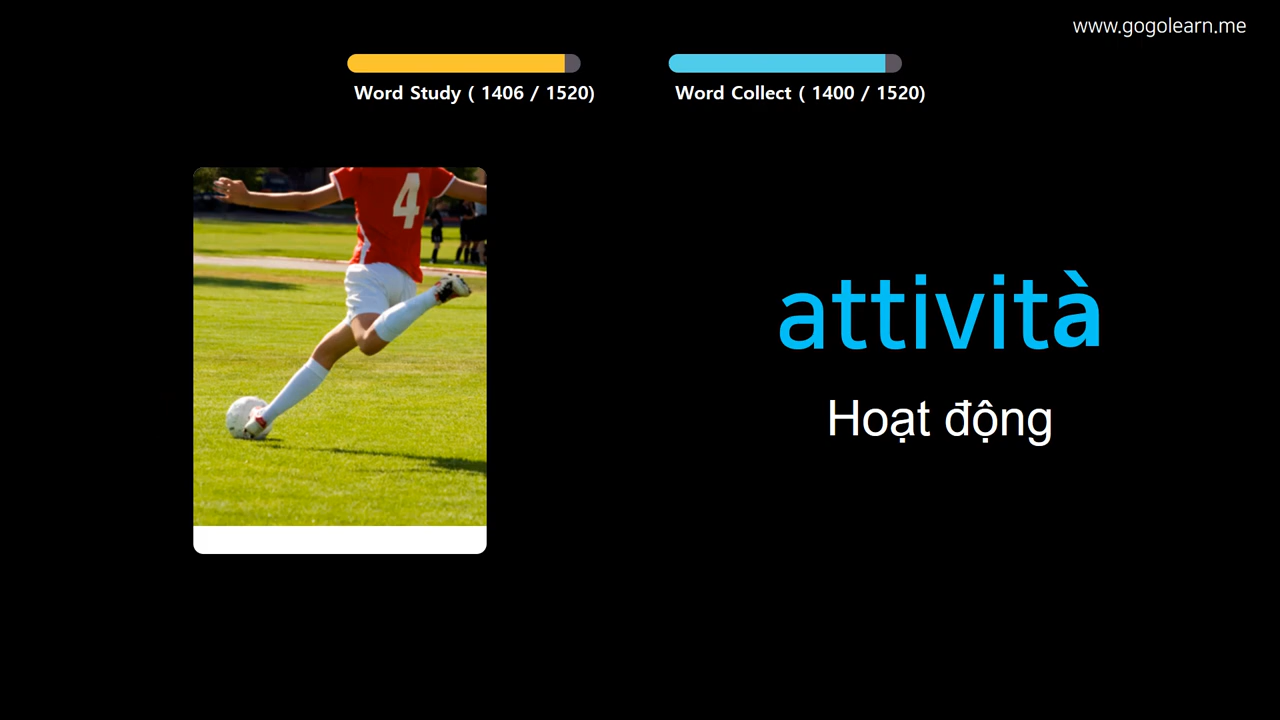 www.gogolearn.me
Word Study ( 1406 / 1520)
Word Collect ( 1400 / 1520)
4
attività
Hoạt động